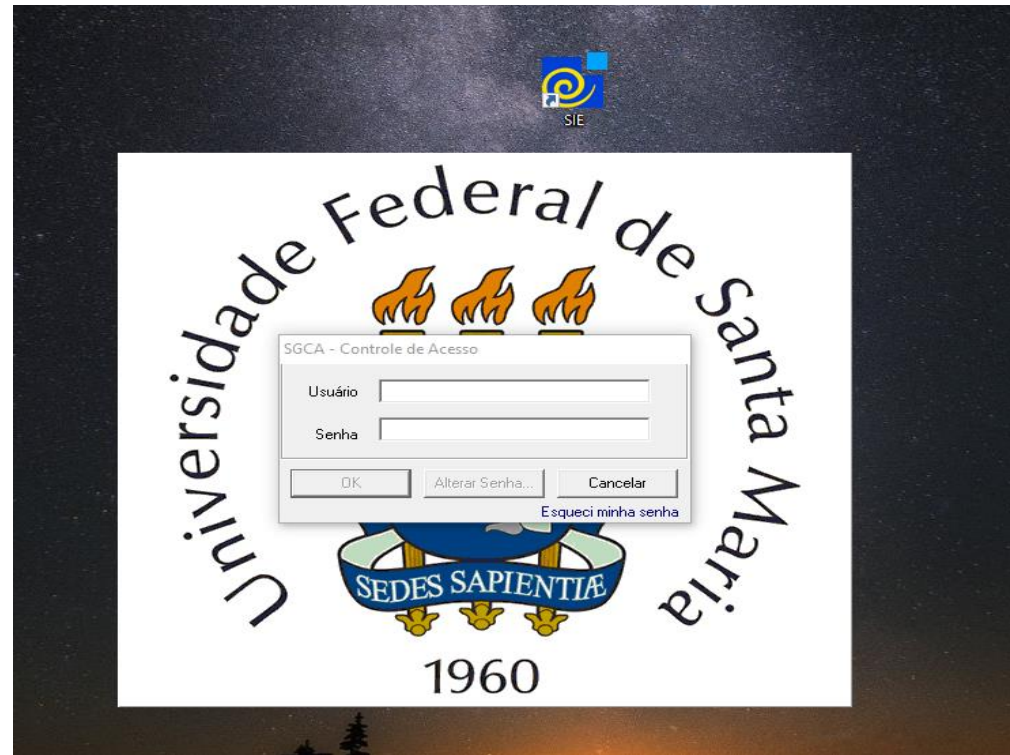 SIE
Universidade Federal de Santa Maria
SGCA - Controle de Acesso
Usuário
Senha
OK
Alterar Senha...
Cancelar
Esqueci minha senha
SEDES SAPIENTIÆ
1960